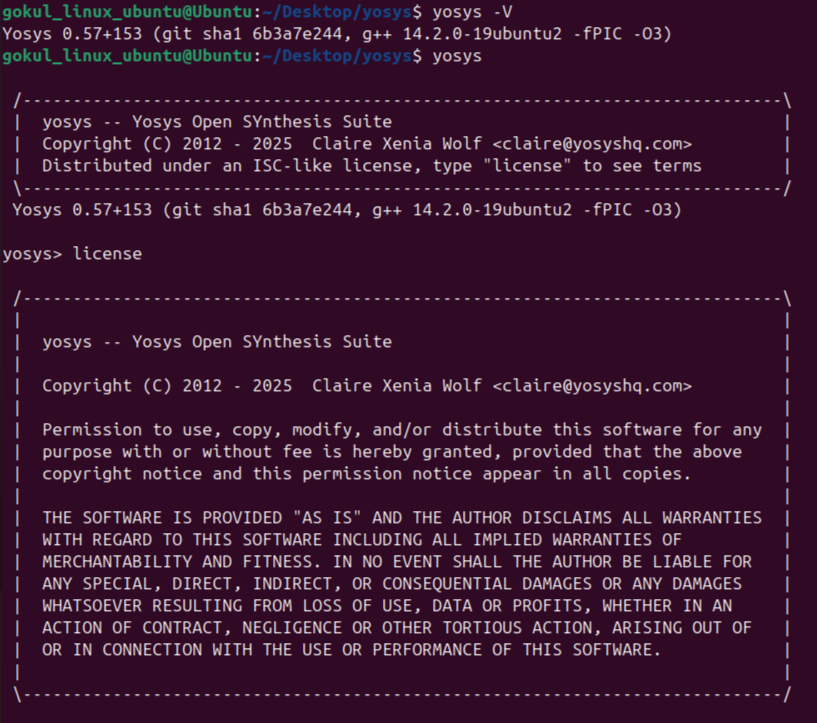 gokul_linux_ubuntu@Ubuntu:~/Desktop/yosys$ yosys -V
Yosys 0.57+153 (git sha1 6b3a7e244, g++ 14.2.0-19ubuntu2 -fPIC -O3)
gokul_linux_ubuntu@Ubuntu:~/Desktop/yosys$ yosys
/----------------------------------------------------------------------------\
|  yosys -- Yosys Open SYnthesis Suite                                       |
|  Copyright (C) 2012 - 2025  Claire Xenia Wolf <claire@yosyshq.com>         |
|  Distributed under an ISC-like license, type "license" to see terms        |
\----------------------------------------------------------------------------/
Yosys 0.57+153 (git sha1 6b3a7e244, g++ 14.2.0-19ubuntu2 -fPIC -O3)
yosys> license
/----------------------------------------------------------------------------\
|                                                                            |
|  yosys -- Yosys Open SYnthesis Suite                                       |
|                                                                            |
|  Copyright (C) 2012 - 2025  Claire Xenia Wolf <claire@yosyshq.com>         |
|                                                                            |
|  Permission to use, copy, modify, and/or distribute this software for any  |
|  purpose with or without fee is hereby granted, provided that the above    |
|  copyright notice and this permission notice appear in all copies.         |
|                                                                            |
|  THE SOFTWARE IS PROVIDED "AS IS" AND THE AUTHOR DISCLAIMS ALL WARRANTIES  |
|  WITH REGARD TO THIS SOFTWARE INCLUDING ALL IMPLIED WARRANTIES OF          |
|  MERCHANTABILITY AND FITNESS. IN NO EVENT SHALL THE AUTHOR BE LIABLE FOR   |
|  ANY SPECIAL, DIRECT, INDIRECT, OR CONSEQUENTIAL DAMAGES OR ANY DAMAGES    |
|  WHATSOEVER RESULTING FROM LOSS OF USE, DATA OR PROFITS, WHETHER IN AN     |
|  ACTION OF CONTRACT, NEGLIGENCE OR OTHER TORTIOUS ACTION, ARISING OUT OF   |
|  OR IN CONNECTION WITH THE USE OR PERFORMANCE OF THIS SOFTWARE.            |
|                                                                            |
\----------------------------------------------------------------------------/